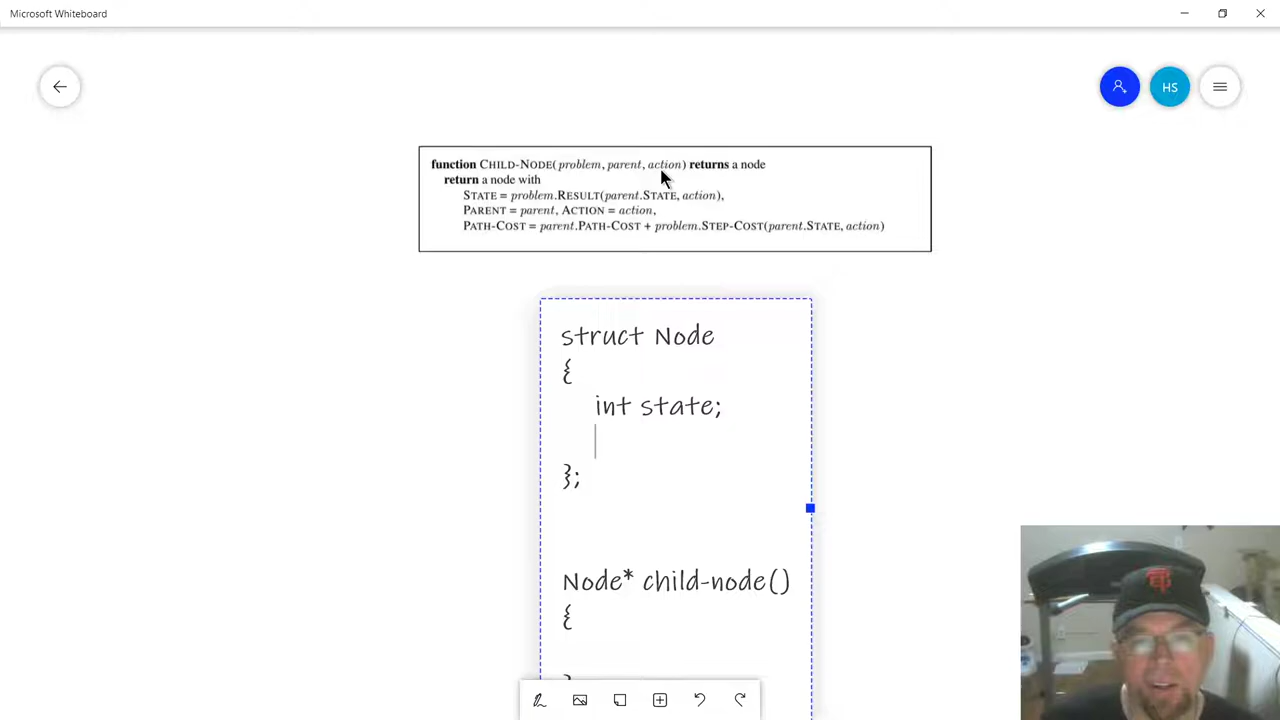 Microsoft Whiteboard
HS
function CHILD-NODE(problem, parent, action) returns a node
return a node with
STATE = problem.RESULT(parent.STATE, action),
PARENT = parent, ACTION = action,
PATH-COST = parent.PATH-COST + problem.STEP-COST(parent.STATE, action)
struct Node
{
int state;
};
Node* child-node()
{